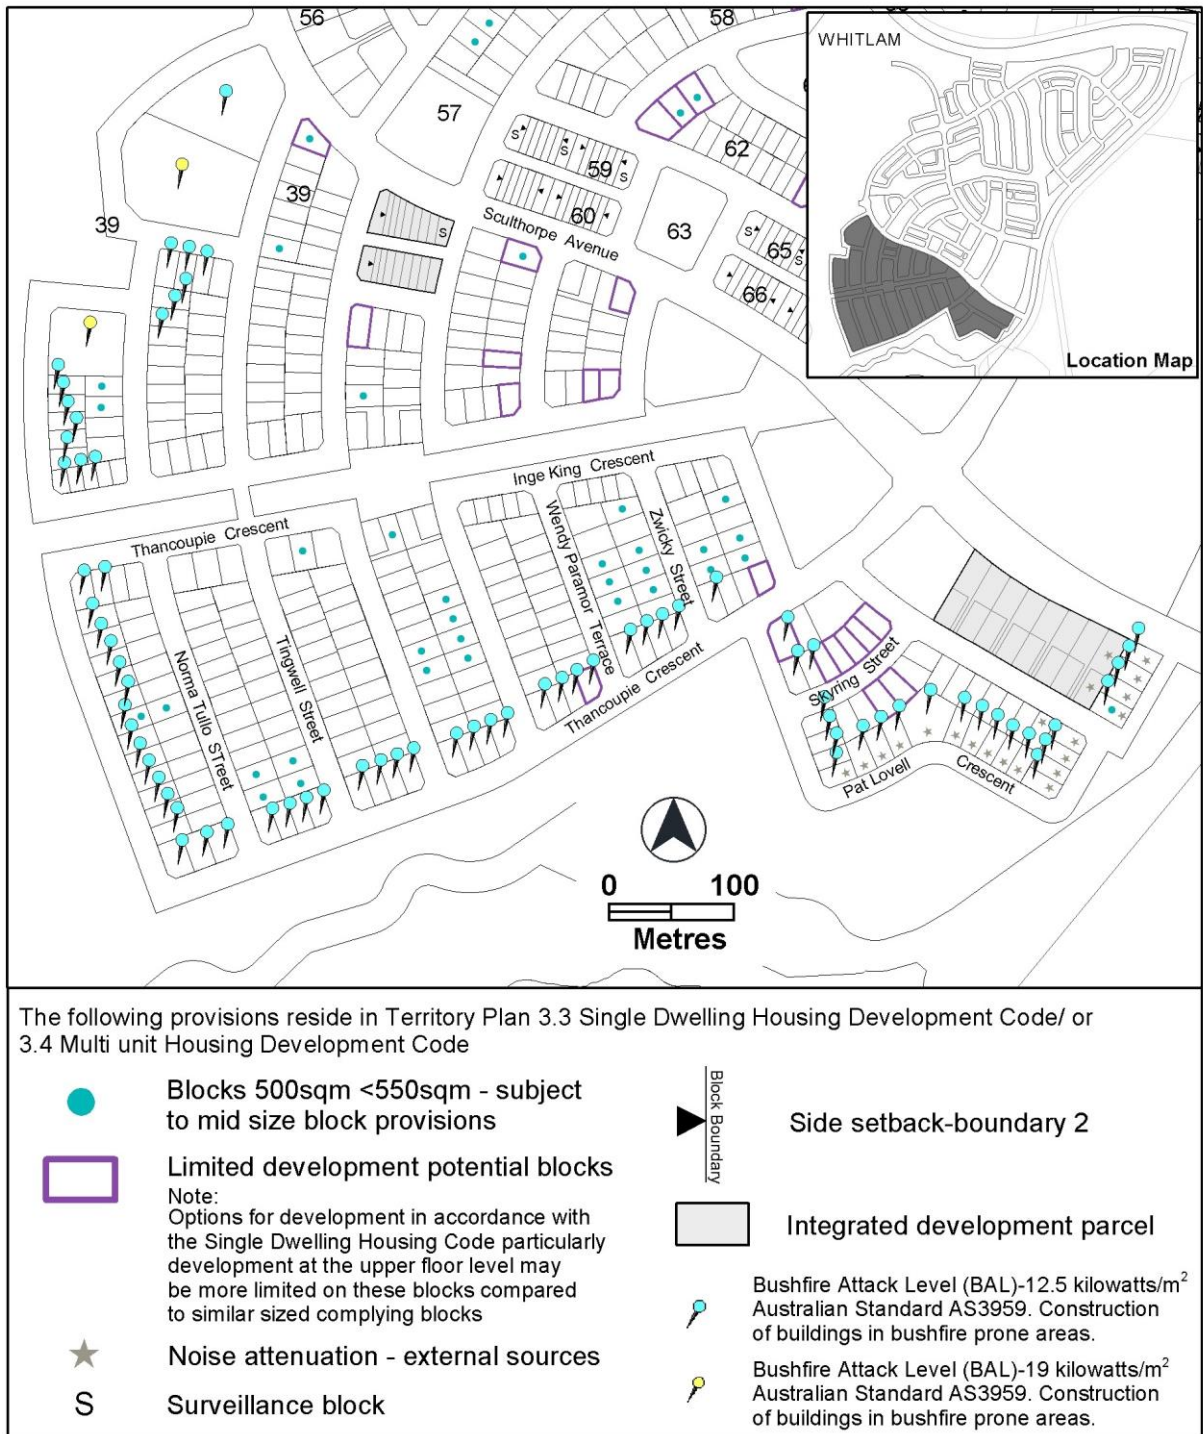 56
58
WHITLAM
57
39
59
62
39
60
Sculthorpe Avenue
63
65
66
S
S
S
S
S
S
S
Location Map
Inge King Crescent
Thancoupie Crescent
Wendy Paramor Terrace
Zwicky Street
Norma Tullo STreet
Tingwell Street
Thancoupie Crescent
Skyring Street
Pat Lovell
Crescent
0 100
Metres
The following provisions reside in Territory Plan 3.3 Single Dwelling Housing Development Code/ or
3.4 Multi unit Housing Development Code
Blocks 500sqm <550sqm - subject
to mid size block provisions
Limited development potential blocks
Note:
Options for development in accordance with
the Single Dwelling Housing Code particularly
development at the upper floor level may
be more limited on these blocks compared
to similar sized complying blocks
Noise attenuation - external sources
S Surveillance block
Block Boundary
Side setback-boundary 2
Integrated development parcel
Bushfire Attack Level (BAL)-12.5 kilowatts/m²
Australian Standard AS3959. Construction
of buildings in bushfire prone areas.
Bushfire Attack Level (BAL)-19 kilowatts/m²
Australian Standard AS3959. Construction
of buildings in bushfire prone areas.